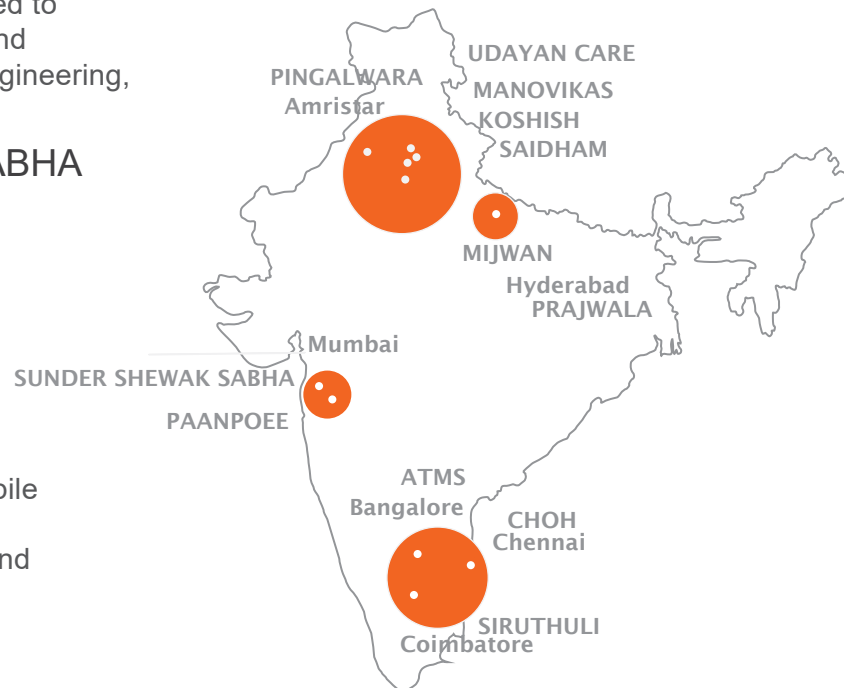 ed to
nd
gineering,
ABHA
bile
nd
UDAYAN CARE
PINGALWARA
MANOVIKAS
Amristar
KOSHISH
SAIDHAM
MIJWAN
Hyderabad
PRAJWALA
Mumbai
SUNDER SHEWAK SABHA
PAANPOEE
ATMS
Bangalore
CHOH
Chennai
SIRUTHULI
Coimbatore